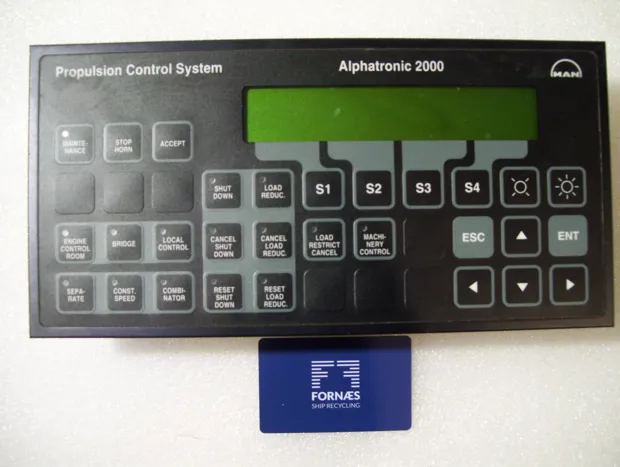 Propulsion Control System
Alphatronic 2000
MAN
MAINTE-
NANCE
STOP
HORN
ACCEPT
SHUT
DOWN
LOAD
REDUC.
S1
S2
S3
S4
ENGINE
CONTROL
ROOM
BRIDGE
LOCAL
CONTROL
CANCEL
SHUT
DOWN
CANCEL
LOAD
REDUC.
LOAD
RESTRICT
CANCEL
MACHI-
NERY
CONTROL
ESC
ENT
SEPA-
RATE
CONST.
SPEED
COMBI-
NATOR
RESET
SHUT
DOWN
RESET
LOAD
REDUC.
FORNÆS
SHIP RECYCLING